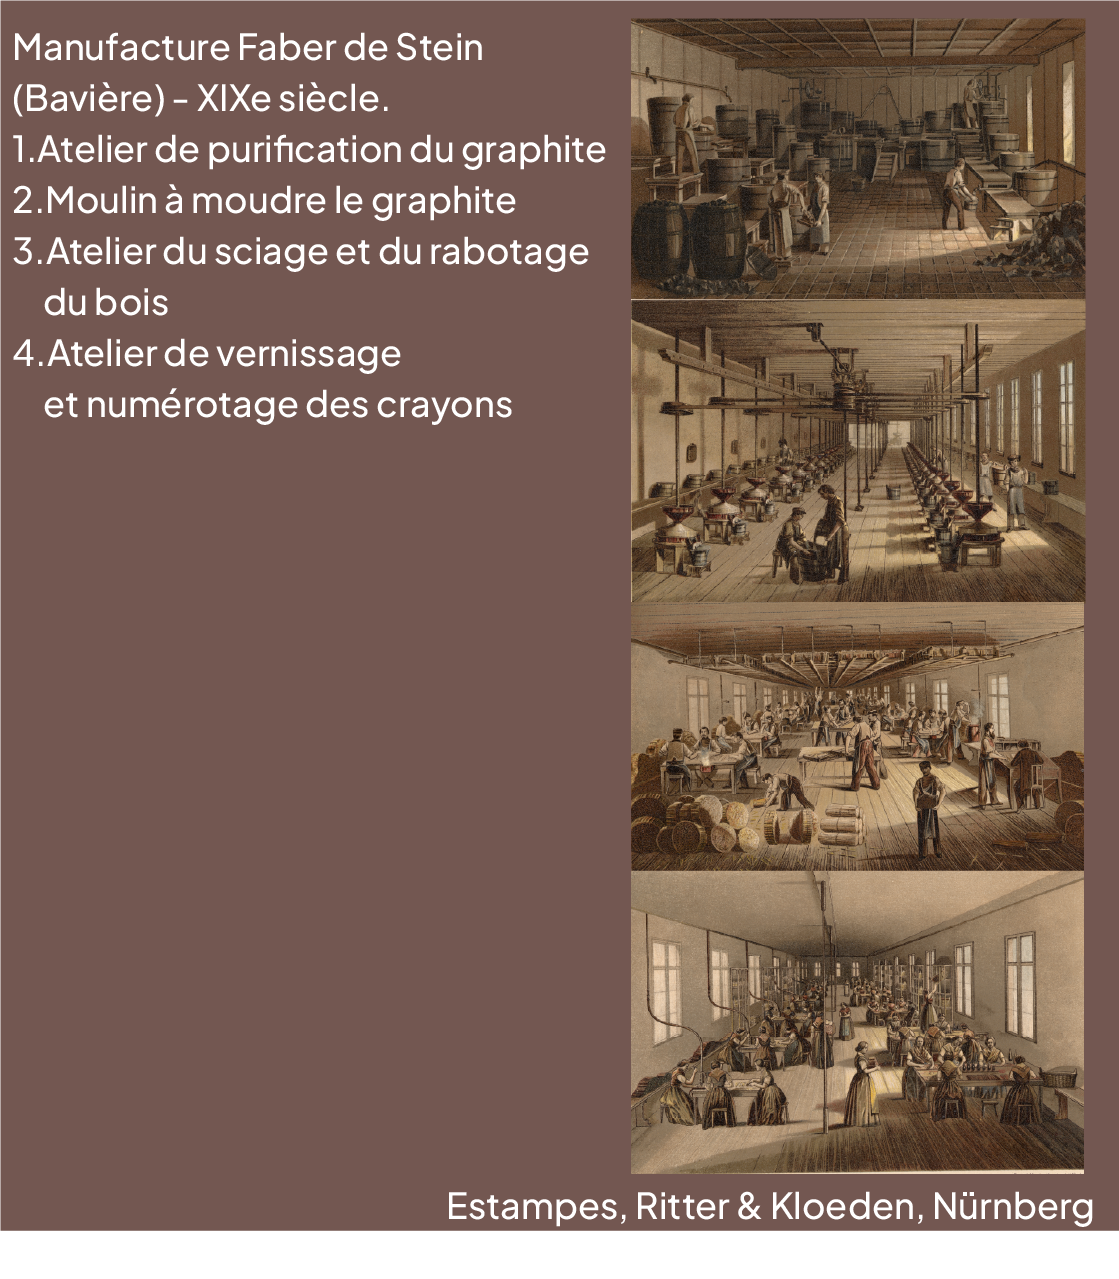 Manufacture Faber de Stein
(Bavière) - XIXe siècle.
1.Atelier de purification du graphite
2.Moulin à moudre le graphite
3.Atelier du sciage et du rabotage
du bois
4.Atelier de vernissage
et numérotage des crayons
Estampes, Ritter & Kloeden, Nürnberg